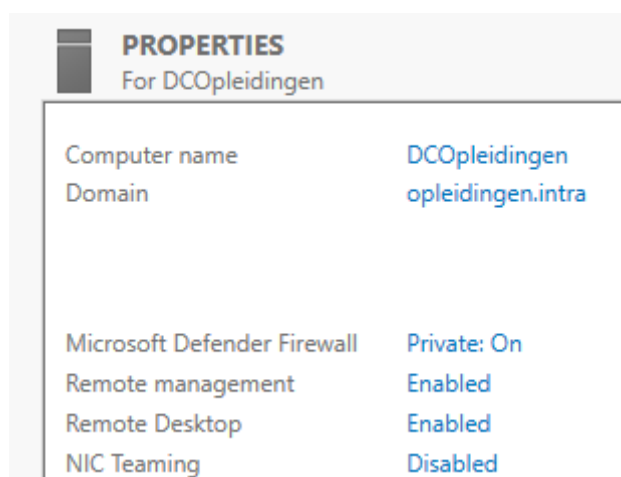 PROPERTIES
For DCOpleidingen
Computer name DCOpleidingen
Domain opleidingen.intra
Microsoft Defender Firewall Private: On
Remote management Enabled
Remote Desktop Enabled
NIC Teaming Disabled